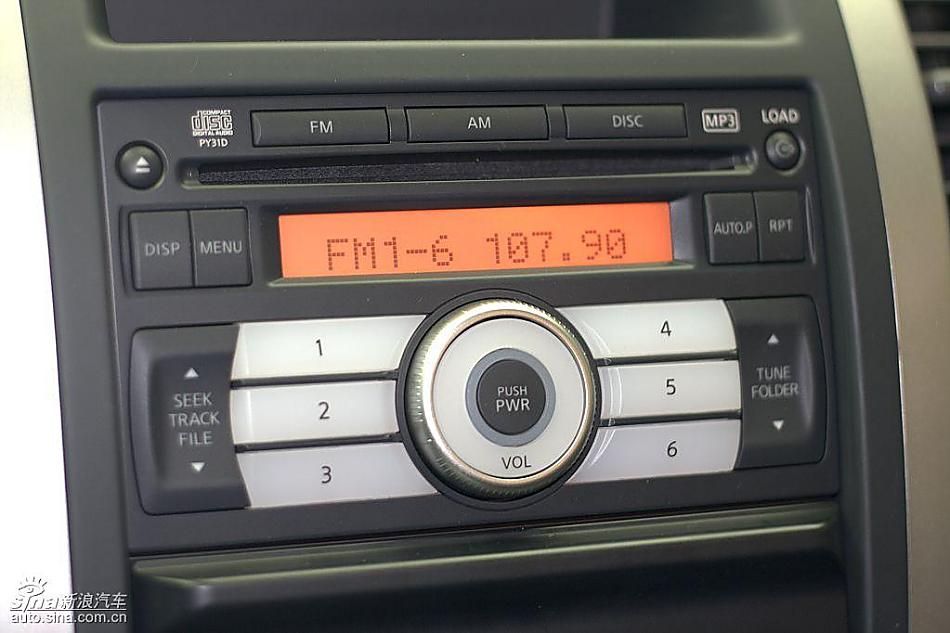 COMPACT
disc
DIGITAL AUDIO
PY31D
FM
AM
DISC
MP3
LOAD
DISP
MENU
FM1-6 107.90
AUTO.P
RPT
1
2
3
4
5
6
SEEK
TRACK
FILE
PUSH
PWR
VOL
TUNE
FOLDER
sina新浪汽车
auto.sina.com.cn